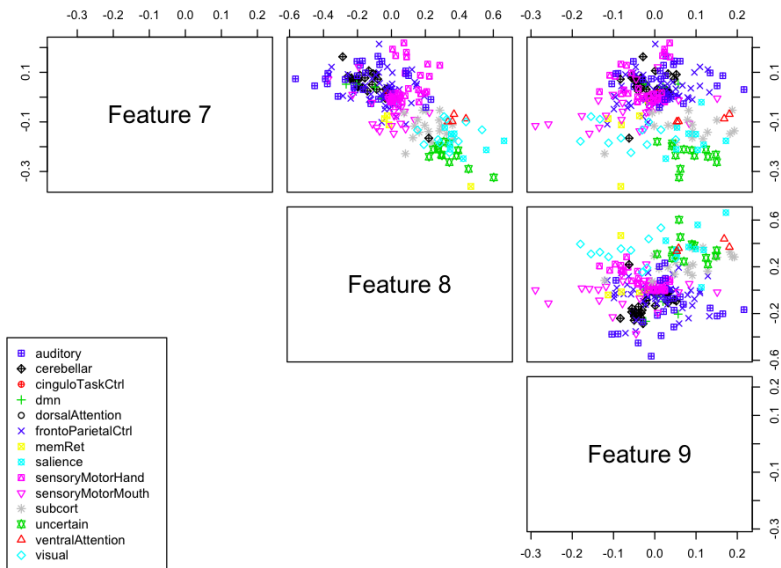 -0.3 -0.2 -0.1 0.0 0.1 0.2
-0.6 -0.4 -0.2 0.0 0.2 0.4 0.6
-0.3 -0.2 -0.1 0.0 0.1 0.2
0.1
-0.1
-0.3
Feature 7
0.1
-0.1
-0.3
0.6
0.2
-0.2
-0.6
Feature 8
0.2
0.1
-0.1
-0.3
Feature 9
-0.3 -0.2 -0.1 0.0 0.1 0.2
auditory
cerebellar
cinguloTaskCtrl
dmn
dorsalAttention
frontoParietalCtrl
memRet
salience
sensoryMotorHand
sensoryMotorMouth
subcort
uncertain
ventralAttention
visual